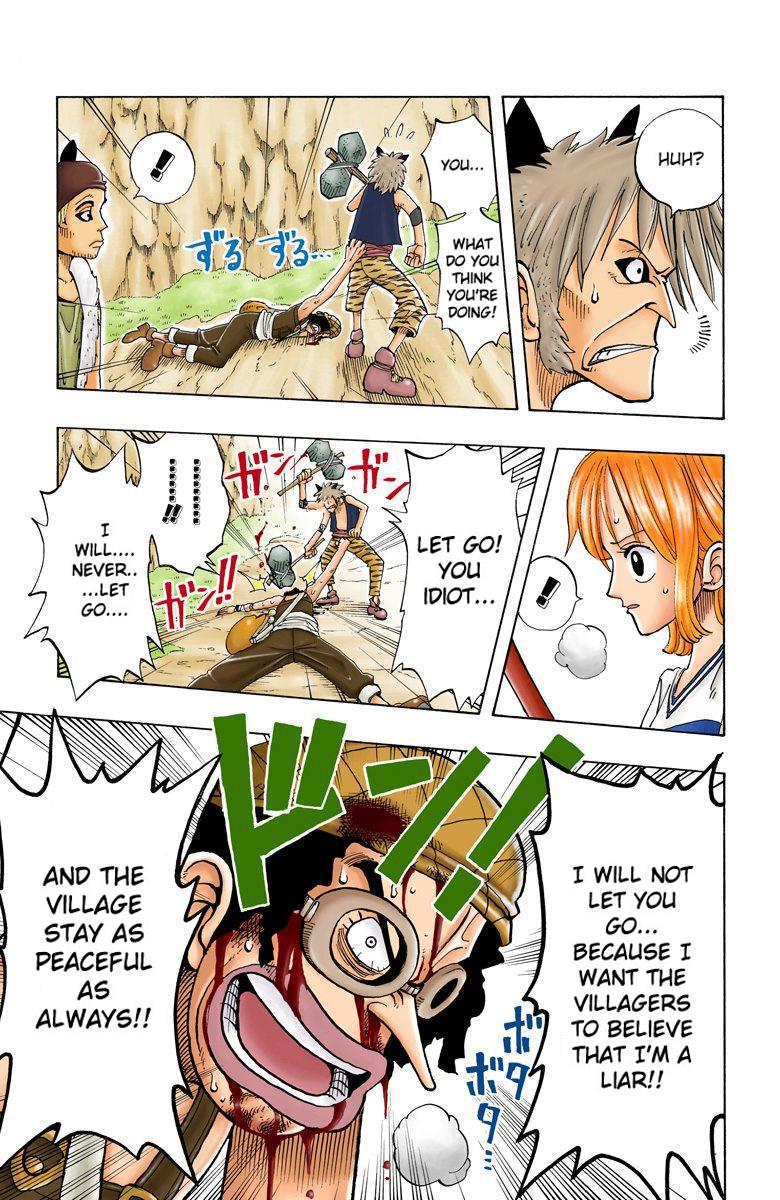 HUH?
YOU...
WHAT
DO YOU
THINK
YOU'RE
DOING!
!
ずる ずる...
!
LET GO!
YOU
IDIOT...
ガン
ガン
ガン!!
!!!!!!
I
WILL....
NEVER..
...LET
GO....
I WILL NOT
LET YOU
GO...
BECAUSE I
WANT THE
VILLAGERS
TO BELIEVE
THAT I'M A
LIAR!!
ドン!!
ボタ
ボタ...
AND THE
VILLAGE
STAY AS
PEACEFUL
AS
ALWAYS!!